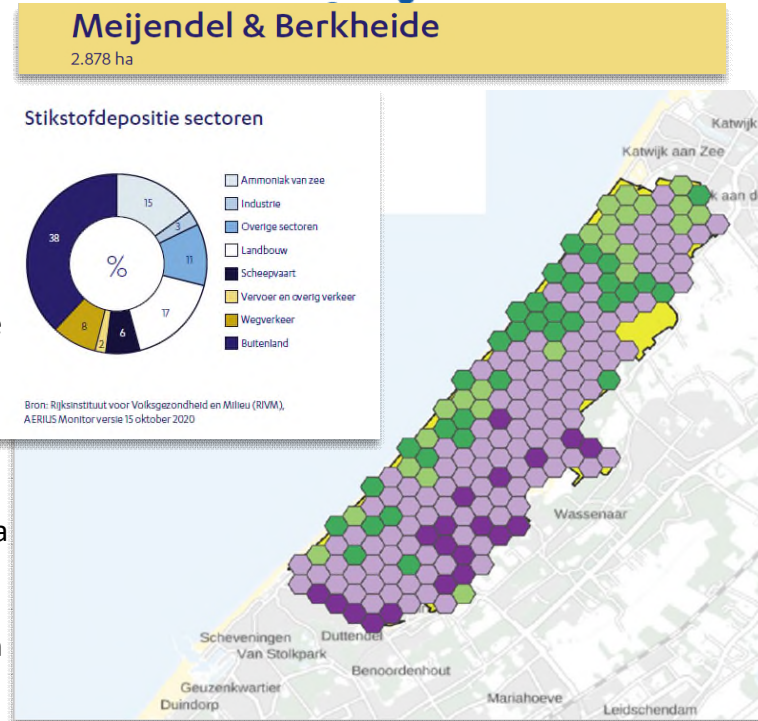 Meijendel & Berkheide
2.878 ha
Stikstofdepositie sectoren
15
3
11
17
6
2
8
38
%
Ammoniak van zee
Industrie
Overige sectoren
Landbouw
Scheepvaart
Vervoer en overig verkeer
Wegverkeer
Buitenland
Bron: Rijksinstituut voor Volksgezondheid en Milieu (RIVM),
AERIUS Monitor versie 15 oktober 2020
Katwijk
Katwijk aan Zee
k aan d
Wassenaar
Scheveningen
Duttendel
Van Stolkpark
Benoordenhout
Geuzenkwartier
Duindorp
Mariahoeve
Leidschendam